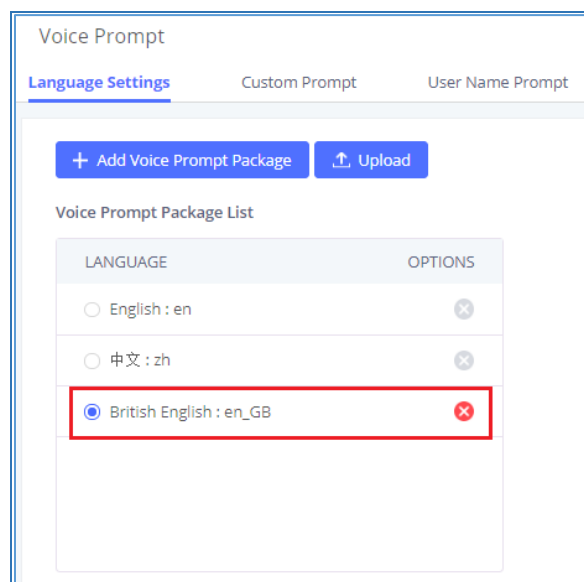 Voice Prompt
Language Settings Custom Prompt User Name Prompt
+ Add Voice Prompt Package Upload
Voice Prompt Package List
LANGUAGE OPTIONS
English : en
中文 : zh
British English : en_GB